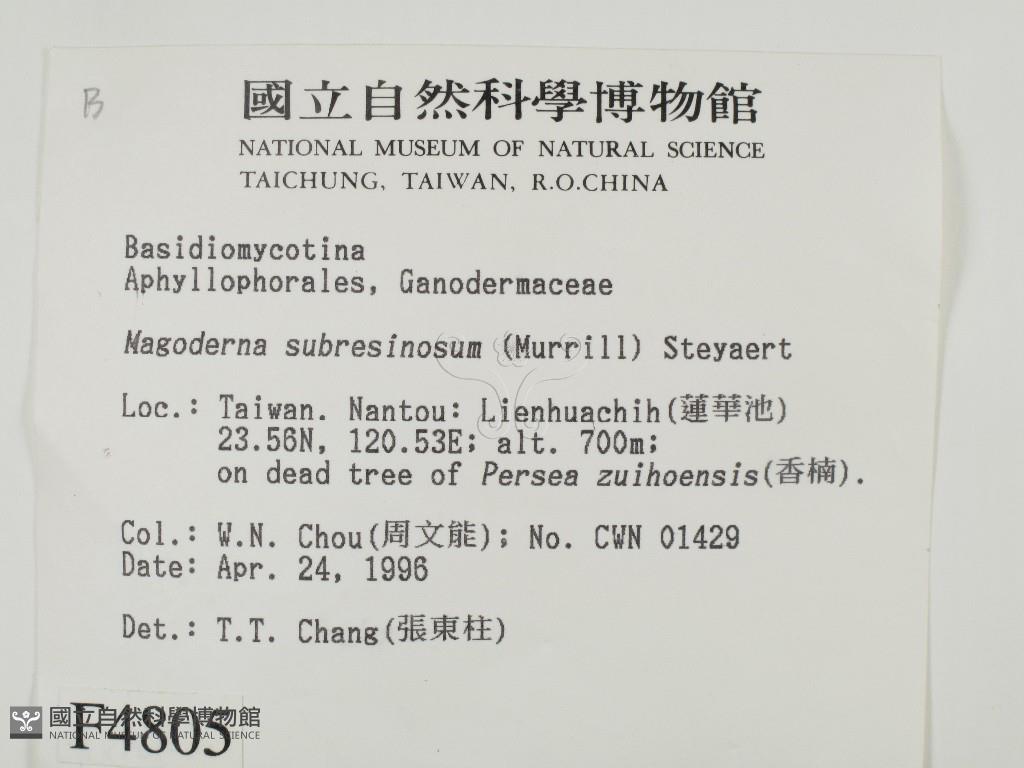 B
國立自然科學博物館
NATIONAL MUSEUM OF NATURAL SCIENCE
TAICHUNG, TAIWAN, R.O.CHINA
Basidiomycotina
Aphyllophorales, Ganodermaceae
Magoderna subresinosum (Murrill) Steyaert
Loc.: Taiwan. Nantou: Lienhuachih(蓮華池)
23.56N, 120.53E; alt. 700m;
on dead tree of Persea zuihoensis(香楠).
Col.: W.N. Chou(周文能); No. CWN 01429
Date: Apr. 24, 1996
Det.: T.T. Chang(張東柱)
F4805
國立自然科學博物館
NATIONAL MUSEUM OF NATURAL SCIENCE